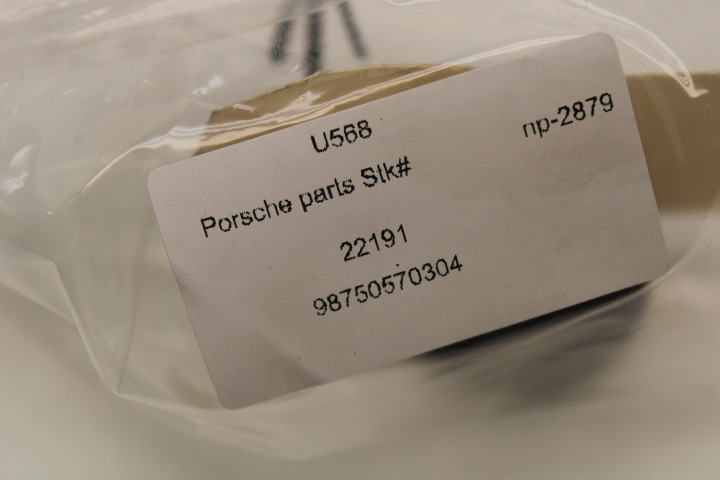 U568
np-2879
Porsche parts Stk#
22191
98750570304